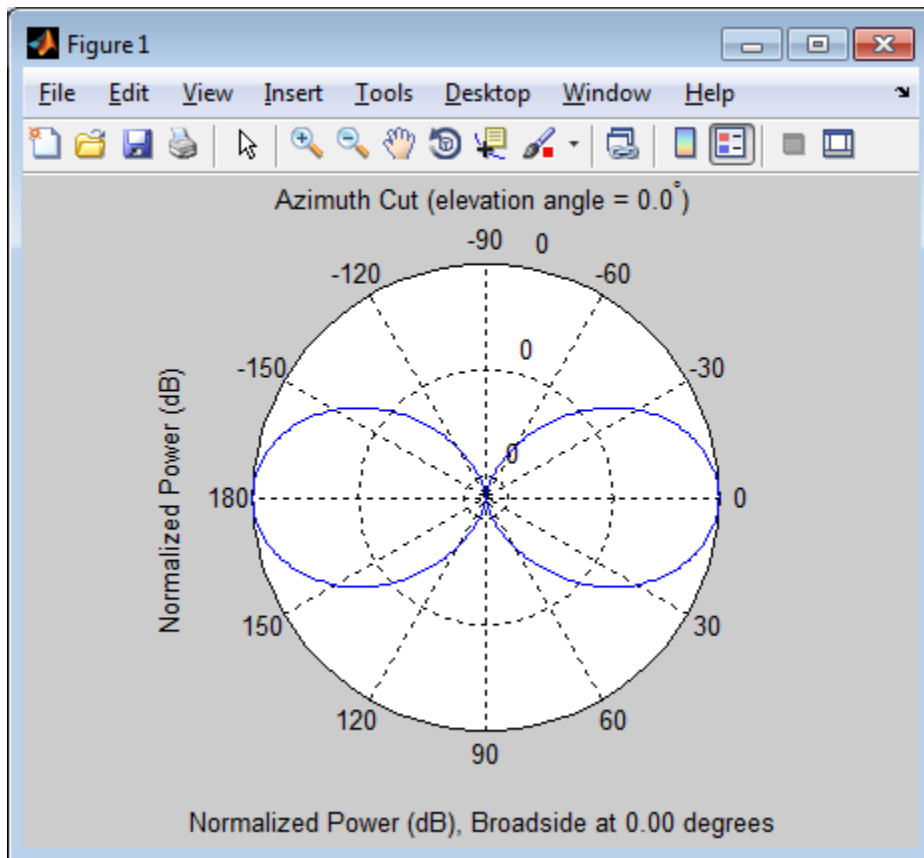 Figure 1
File Edit View Insert Tools Desktop Window Help
Azimuth Cut (elevation angle = 0.0°)
-90 0
-120 -60
0
-150 -30
Normalized Power (dB)
0
180 0
150 30
120 60
90
Normalized Power (dB), Broadside at 0.00 degrees